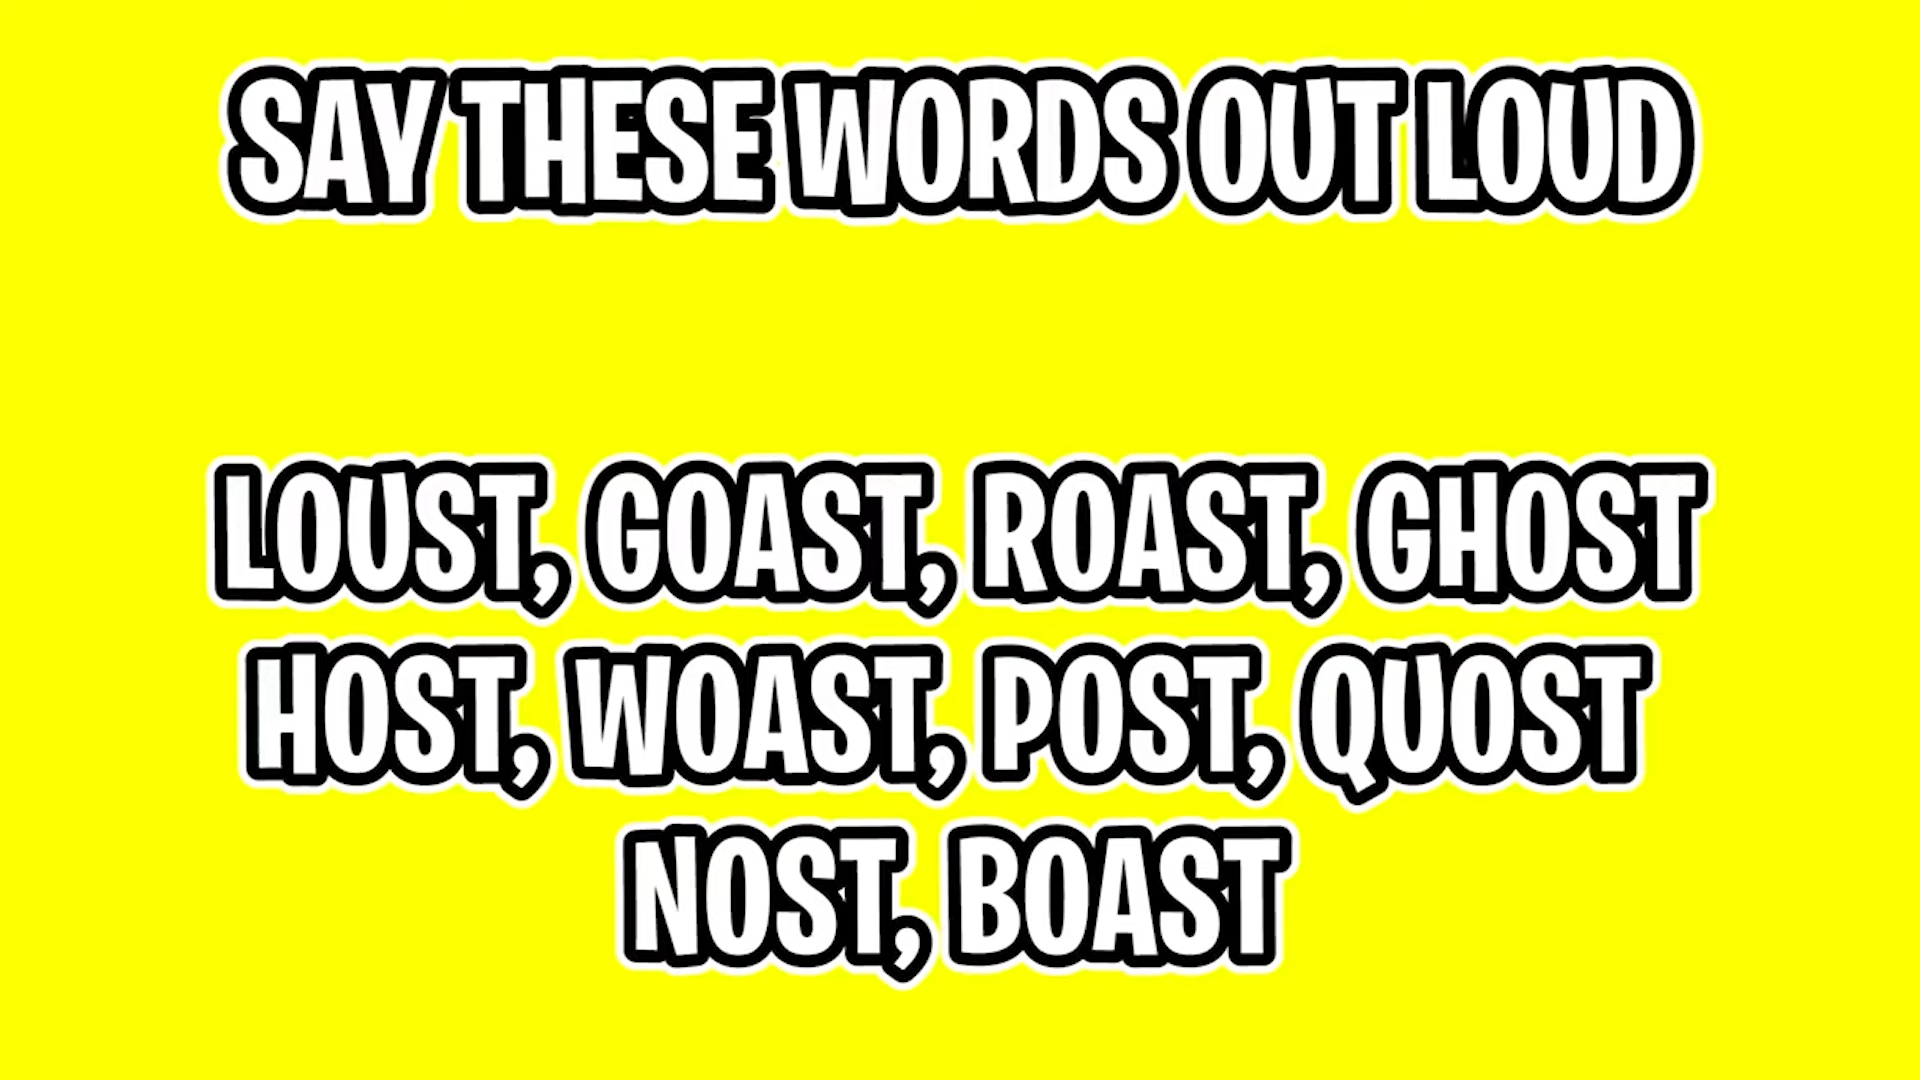 SAY THESE WORDS OUT LOUD
LOUST, GOAST, ROAST, GHOST
HOST, WOAST, POST, QUOST
NOST, BOAST